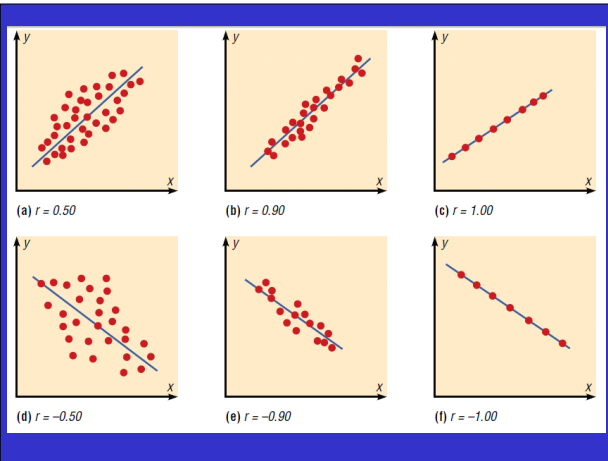 y
x
(a) r = 0.50
y
x
(b) r = 0.90
y
x
(c) r = 1.00
y
x
(d) r = –0.50
y
x
(e) r = –0.90
y
x
(f) r = –1.00